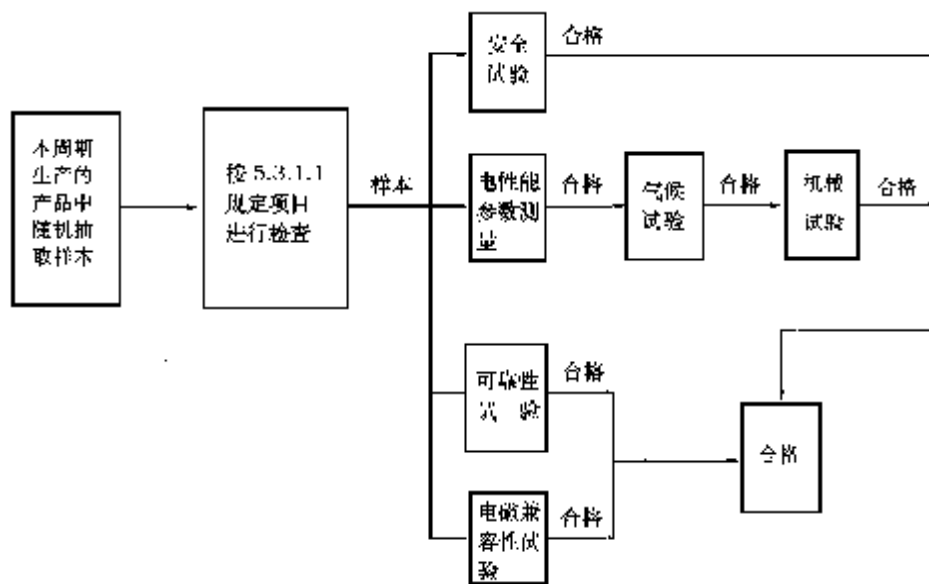 本周期
生产的
产品中
随机抽
取样本
按 5.3.1.1
规定项目
进行检查
样本
安全
试验
合格
电性能
参数测
量
合格
气候
试验
合格
机械
试验
合格
可靠性
试 验
合格
电磁兼
容性试
验
合格
合格